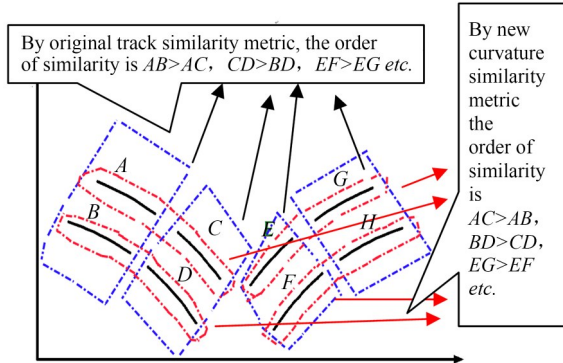 By original track similarity metric, the order
of similarity is AB>AC, CD>BD, EF>EG etc.
By new
curvature
similarity
metric
the
order of
similarity
is
AC>AB,
BD>CD,
EG>EF
etc.
A
B
C
D
E
F
G
H